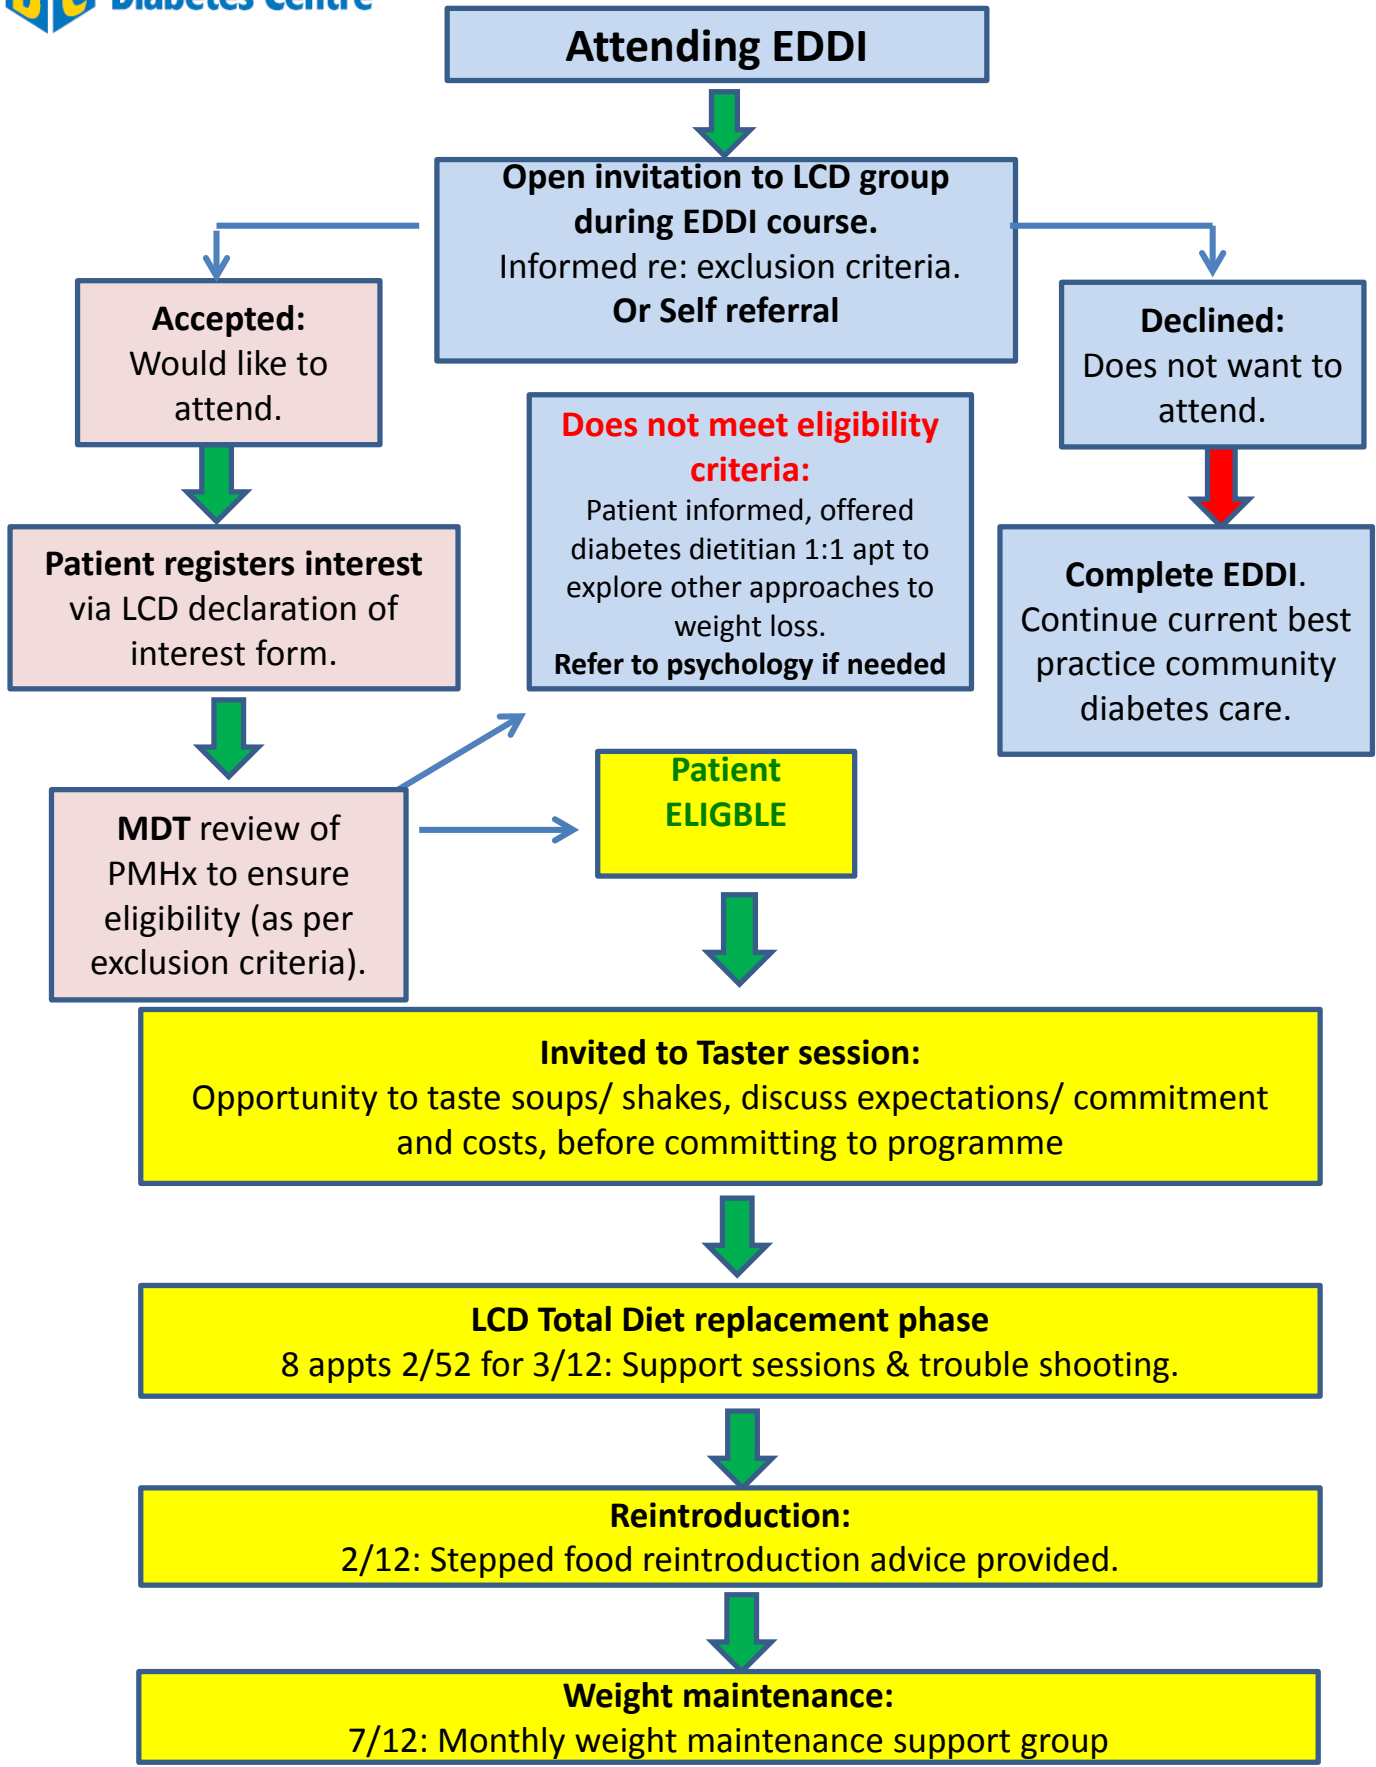 Diabetes Centre
Attending EDDI
Open invitation to LCD group
during EDDI course.
Informed re: exclusion criteria.
Or Self referral
Accepted:
Would like to
attend.
Declined:
Does not want to
attend.
Does not meet eligibility
criteria:
Patient informed, offered
diabetes dietitian 1:1 apt to
explore other approaches to
weight loss.
Refer to psychology if needed
Patient registers interest
via LCD declaration of
interest form.
Complete EDDI.
Continue current best
practice community
diabetes care.
MDT review of
PMHx to ensure
eligibility (as per
exclusion criteria).
Patient
ELIGBLE
Invited to Taster session:
Opportunity to taste soups/ shakes, discuss expectations/ commitment
and costs, before committing to programme
LCD Total Diet replacement phase
8 appts 2/52 for 3/12: Support sessions & trouble shooting.
Reintroduction:
2/12: Stepped food reintroduction advice provided.
Weight maintenance:
7/12: Monthly weight maintenance support group